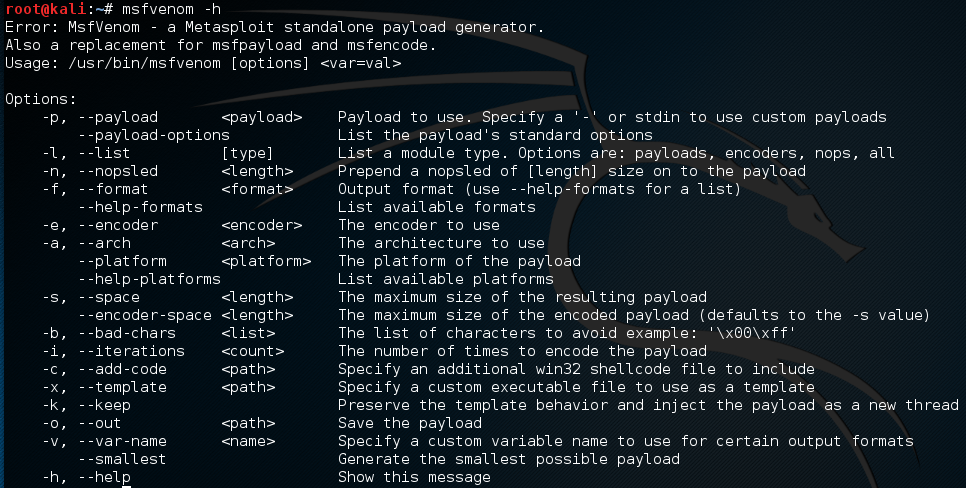 root@kali:~# msfvenom -h
Error: MsfVenom - a Metasploit standalone payload generator.
Also a replacement for msfpayload and msfencode.
Usage: /usr/bin/msfvenom [options] <var=val>

Options:
    -p, --payload       <payload>    Payload to use. Specify a '-' or stdin to use custom payloads
        --payload-options            List the payload's standard options
    -l, --list          [type]       List a module type. Options are: payloads, encoders, nops, all
    -n, --nopsled       <length>     Prepend a nopsled of [length] size on to the payload
    -f, --format        <format>     Output format (use --help-formats for a list)
        --help-formats               List available formats
    -e, --encoder       <encoder>    The encoder to use
    -a, --arch          <arch>       The architecture to use
        --platform      <platform>   The platform of the payload
        --help-platforms             List available platforms
    -s, --space         <length>     The maximum size of the resulting payload
        --encoder-space <length>     The maximum size of the encoded payload (defaults to the -s value)
    -b, --bad-chars     <list>       The list of characters to avoid example: '\x00\xff'
    -i, --iterations    <count>      The number of times to encode the payload
    -c, --add-code      <path>       Specify an additional win32 shellcode file to include
    -x, --template      <path>       Specify a custom executable file to use as a template
    -k, --keep                       Preserve the template behavior and inject the payload as a new thread
    -o, --out           <path>       Save the payload
    -v, --var-name      <name>       Specify a custom variable name to use for certain output formats
        --smallest                   Generate the smallest possible payload
    -h, --help                       Show this message